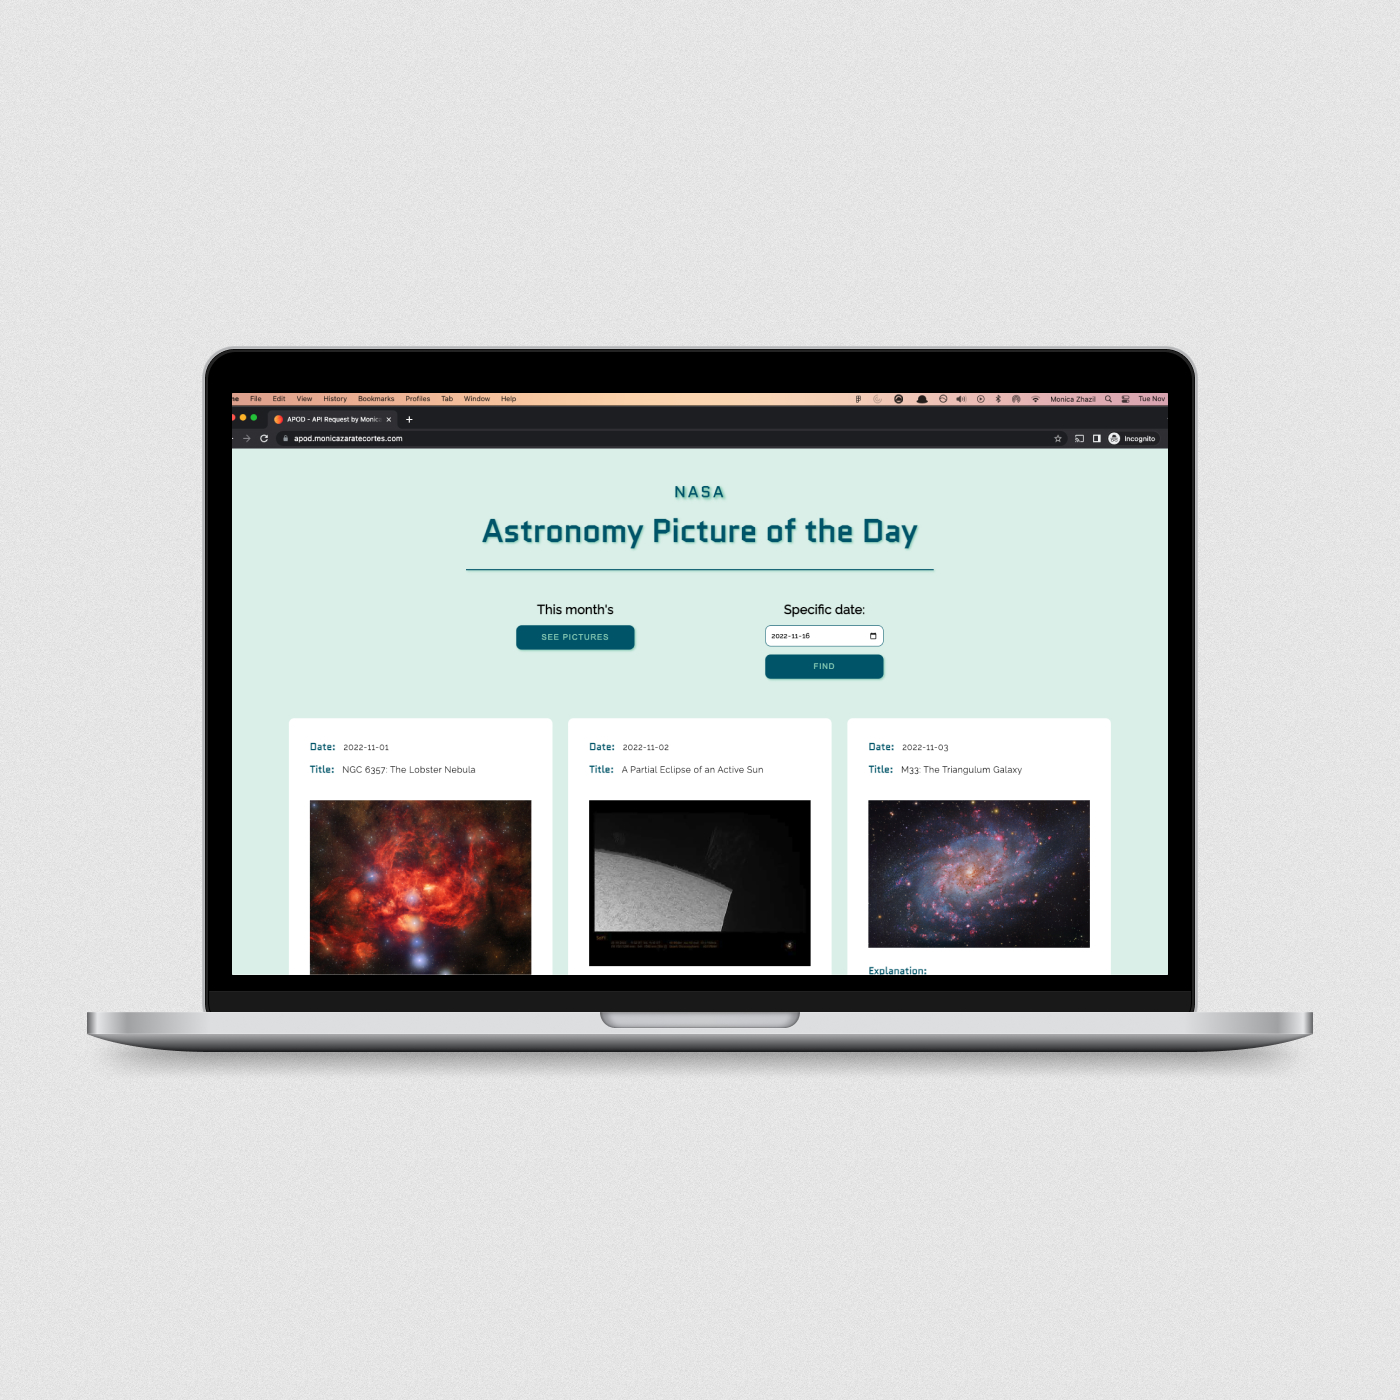 File Edit View History Bookmarks Profiles Tab Window Help Monica Zhazil Tue Nov
APOD - API Request by Monic
apod.monicazaratecortes.com Incognito
NASA
Astronomy Picture of the Day
This month's
SEE PICTURES
Specific date:
2022-11-16
FIND
Date: 2022-11-01
Title: NGC 6357: The Lobster Nebula
Date: 2022-11-02
Title: A Partial Eclipse of an Active Sun
Date: 2022-11-03
Title: M33: The Triangulum Galaxy
Explanation: